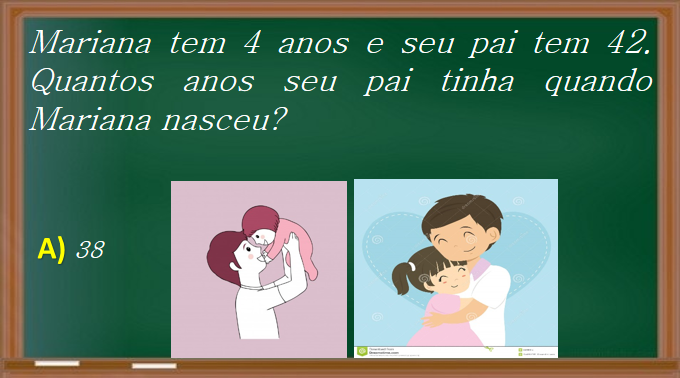 Mariana tem 4 anos e seu pai tem 42.
Quantos anos seu pai tinha quando
Mariana nasceu?
A) 38